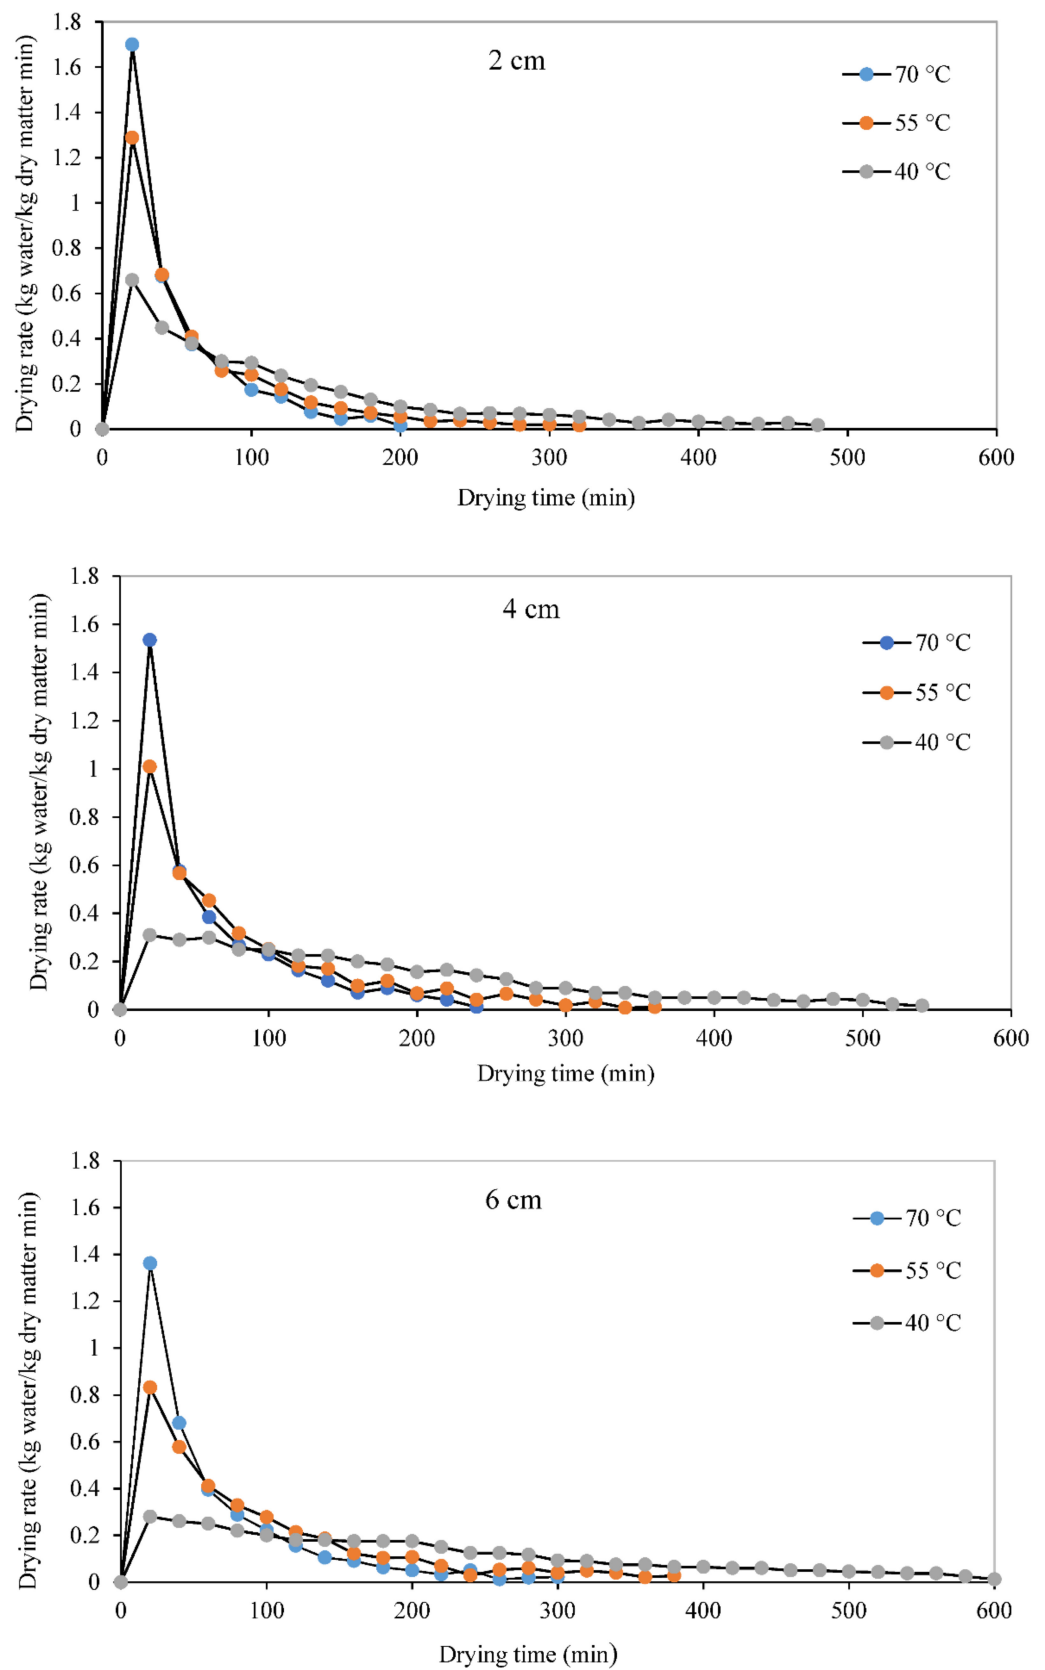 2 cm
Drying rate (kg water/kg dry matter min)
1.8
1.6
1.4
1.2
1
0.8
0.6
0.4
0.2
0
70 °C
55 °C
40 °C
0 100 200 300 400 500 600
Drying time (min)
4 cm
Drying rate (kg water/kg dry matter min)
1.8
1.6
1.4
1.2
1
0.8
0.6
0.4
0.2
0
70 °C
55 °C
40 °C
0 100 200 300 400 500 600
Drying time (min)
6 cm
Drying rate (kg water/kg dry matter min)
1.8
1.6
1.4
1.2
1
0.8
0.6
0.4
0.2
0
70 °C
55 °C
40 °C
0 100 200 300 400 500 600
Drying time (min)